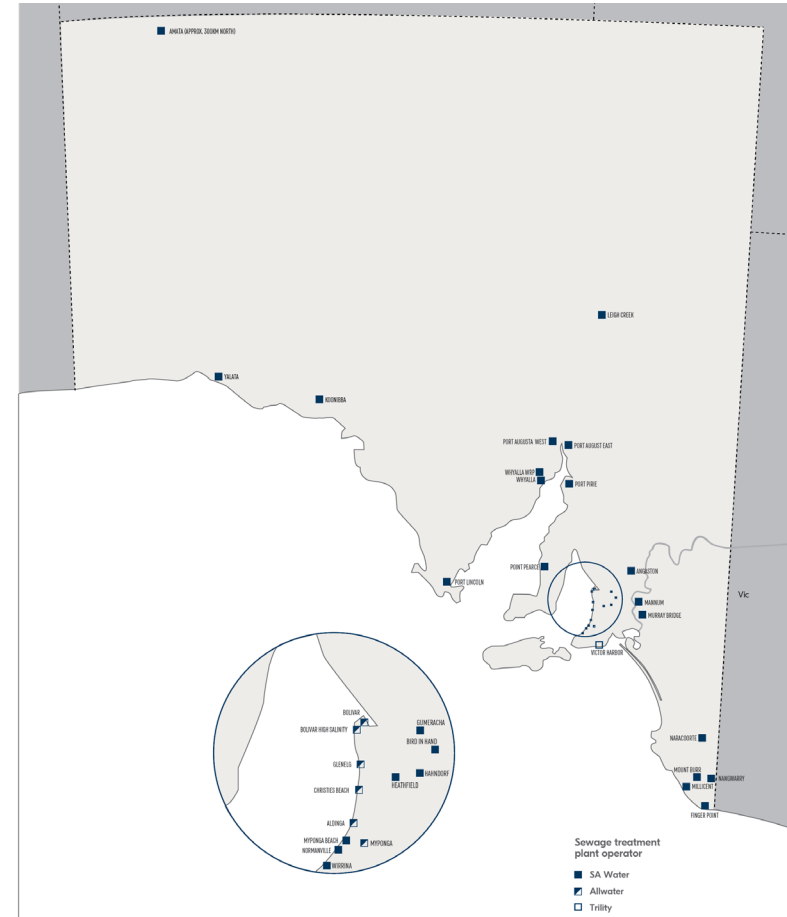 AMATA (APPROX. 300KM NORTH)
LEIGH CREEK
YALATA
KOONIBBA
PORT AUGUSTA WEST
PORT AUGUST EAST
WHYALLA WRP
WHYALLA
PORT PIRIE
POINT PEARCE
ANGASTON
PORT LINCOLN
Vic
MANNUM
MURRAY BRIDGE
VICTOR HARBOR
BOLIVAR
GUMERACHA
BOLIVAR HIGH SALINITY
BIRD IN HAND
NARACOORTE
GLENELG
HAHNDORF
MOUNT BURR
NANGWARRY
HEATHFIELD
MILLICENT
CHRISTIES BEACH
FINGER POINT
ALDINGA
MYPONGA BEACH
MYPONGA
NORMANVILLE
WIRRINA
Sewage treatment
plant operator
SA Water
Allwater
Trility